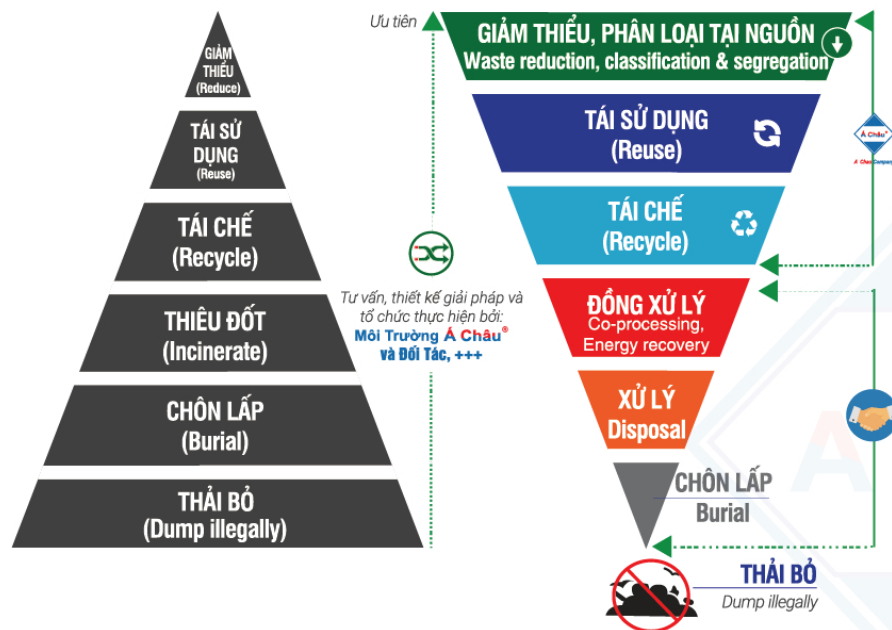 GIẢM
THIỂU
(Reduce)
TÁI SỬ
DỤNG
(Reuse)
TÁI CHẾ
(Recycle)
THIÊU ĐỐT
(Incinerate)
CHÔN LẤP
(Burial)
THẢI BỎ
(Dump illegally)
Ưu tiên
Tư vấn, thiết kế giải pháp và
tổ chức thực hiện bởi:
Môi Trường Á Châu®
và Đối Tác, +++
GIẢM THIỂU, PHÂN LOẠI TẠI NGUỒN
Waste reduction, classification & segregation
TÁI SỬ DỤNG
(Reuse)
TÁI CHẾ
(Recycle)
ĐỒNG XỬ LÝ
Co-processing,
Energy recovery
XỬ LÝ
Disposal
CHÔN LẤP
Burial
THẢI BỎ
Dump illegally
Á Châu®
A Chau Company